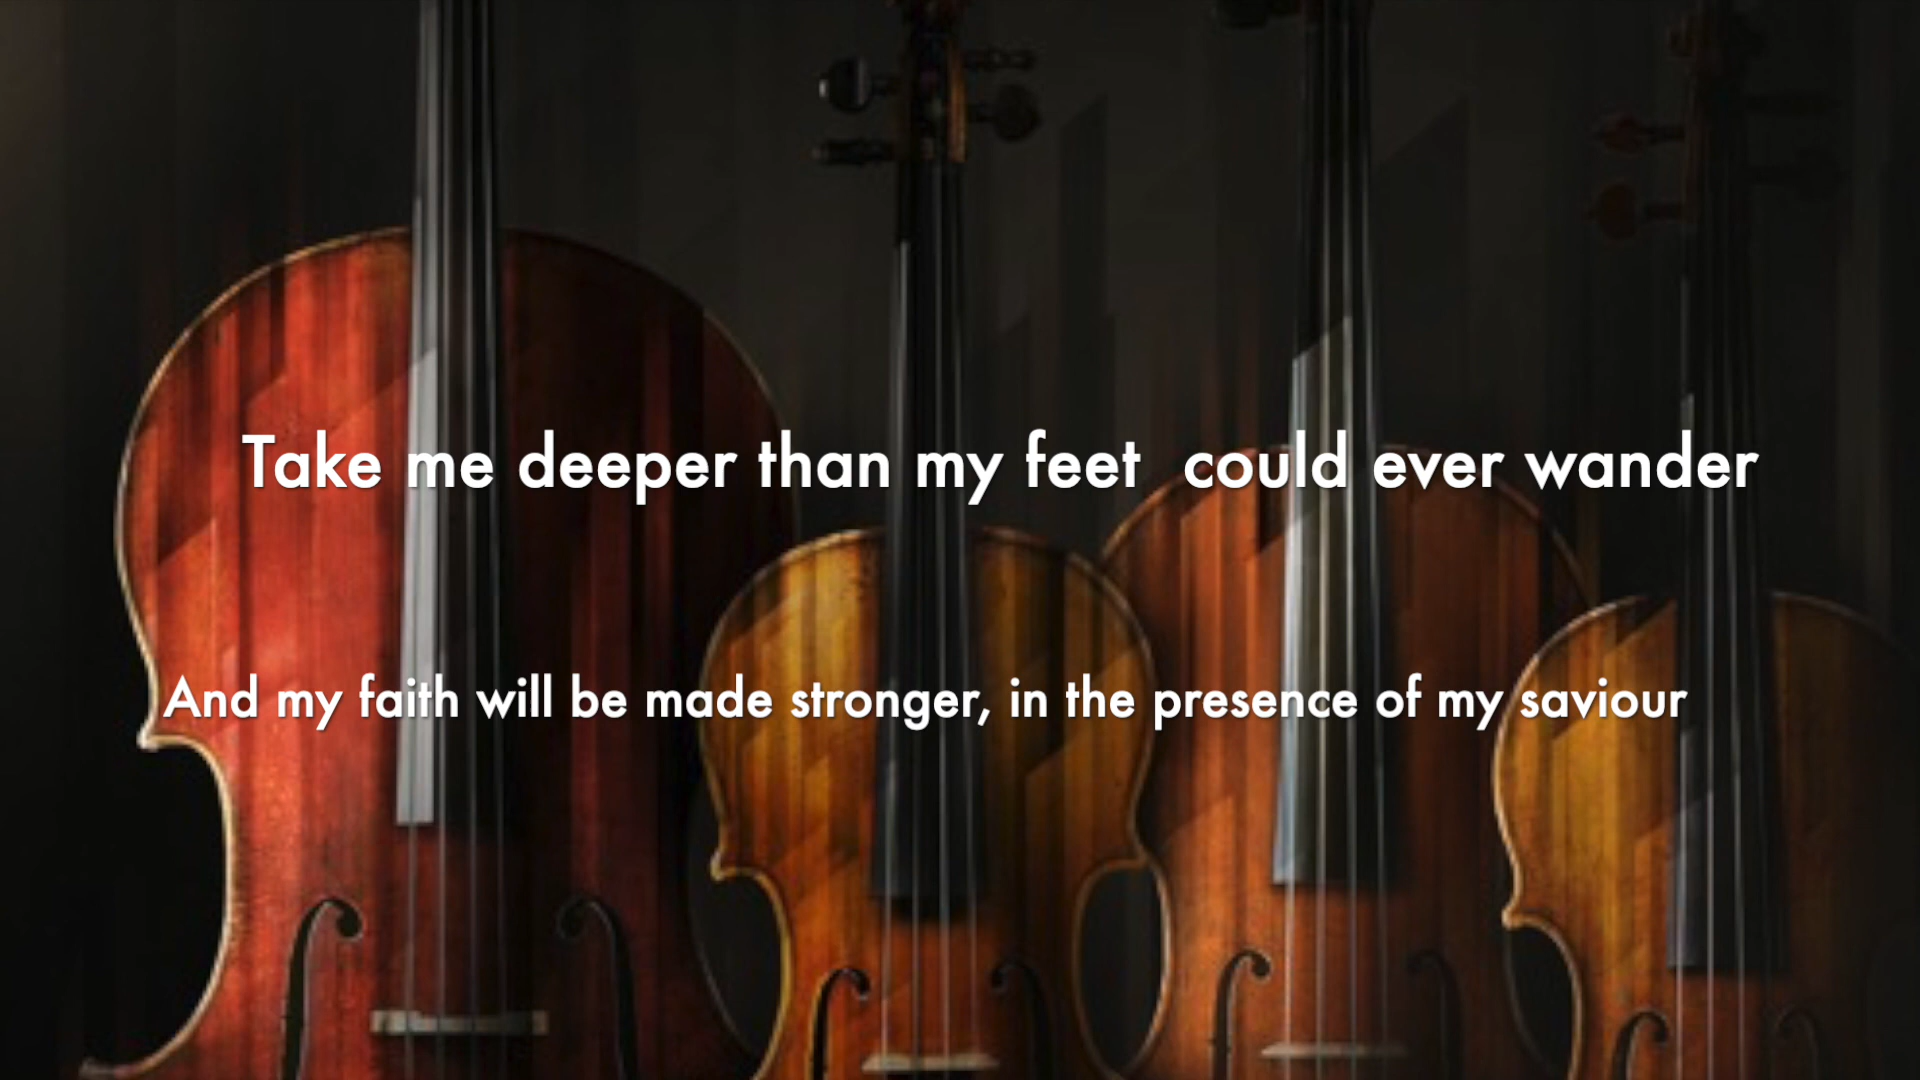 Take me deeper than my feet could ever wander
And my faith will be made stronger, in the presence of my saviour